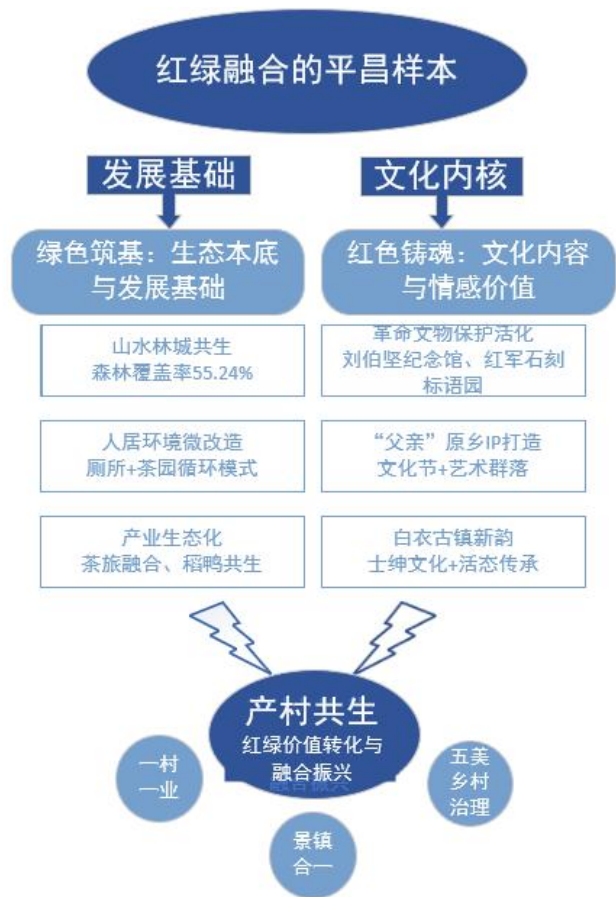 红绿融合的平昌样本
发展基础
文化内核
绿色筑基：生态本底
与发展基础
红色铸魂：文化内容
与情感价值
山水林城共生
森林覆盖率55.24%
革命文物保护活化
刘伯坚纪念馆、红军石刻
标语园
人居环境微改造
厕所+茶园循环模式
“父亲”原乡IP打造
文化节+艺术群落
产业生态化
茶旅融合、稻鸭共生
白衣古镇新韵
士绅文化+活态传承
产村共生
红绿价值转化与
融合振兴
融合振兴
一村
一业
景镇
合一
五美
乡村
治理